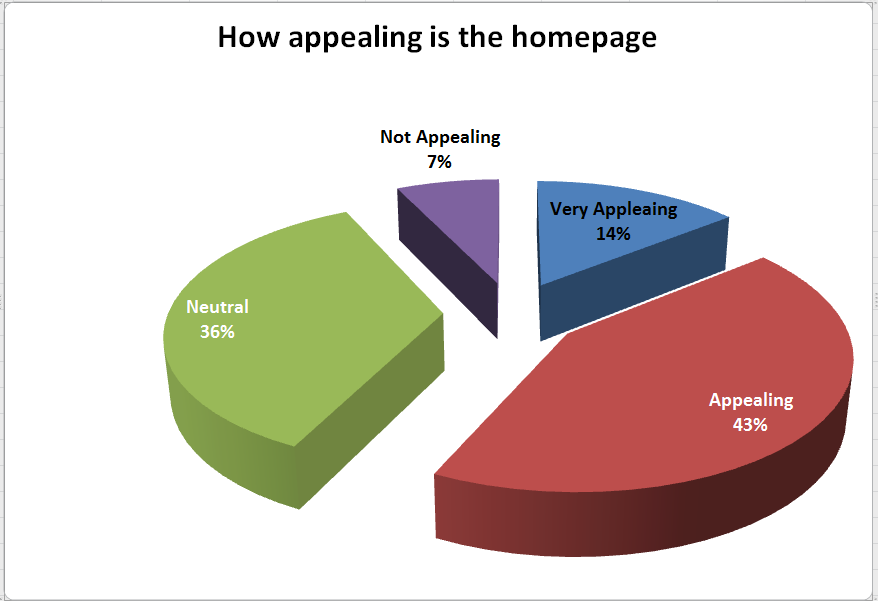 How appealing is the homepage
Not Appealing
7%
Very Appleaing
14%
Neutral
36%
Appealing
43%